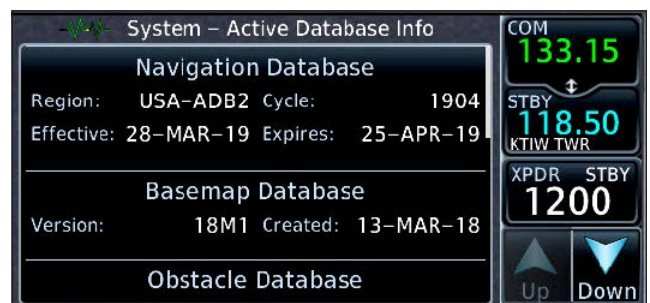 System – Active Database Info
Navigation Database
Region: USA-ADB2 Cycle: 1904
Effective: 28-MAR-19 Expires: 25-APR-19
Basemap Database
Version: 18M1 Created: 13-MAR-18
Obstacle Database
COM
133.15
STBY
118.50
KTIW TWR
XPDR STBY
1200
Up Down